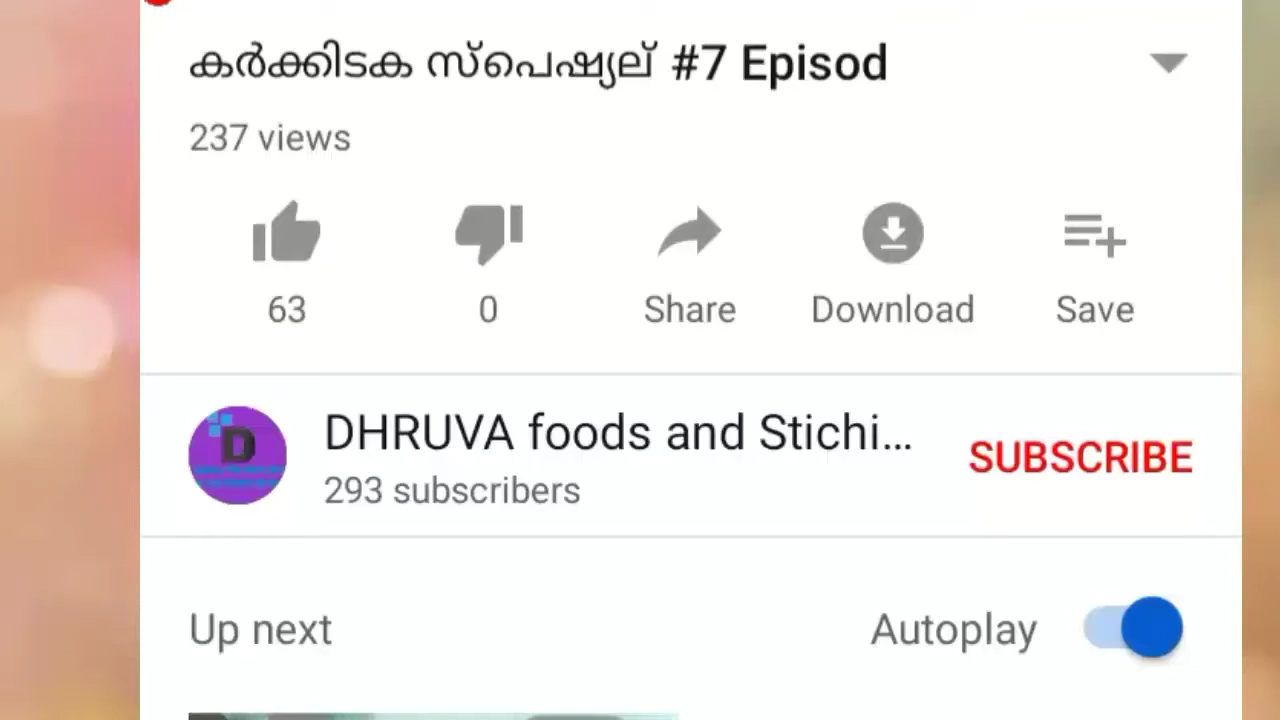 കർക്കിടക സ്പെഷ്യല് #7 Episod
237 views
63
0
Share
Download
Save
D
DHRUVA foods and Stichi...
293 subscribers
SUBSCRIBE
Up next
Autoplay